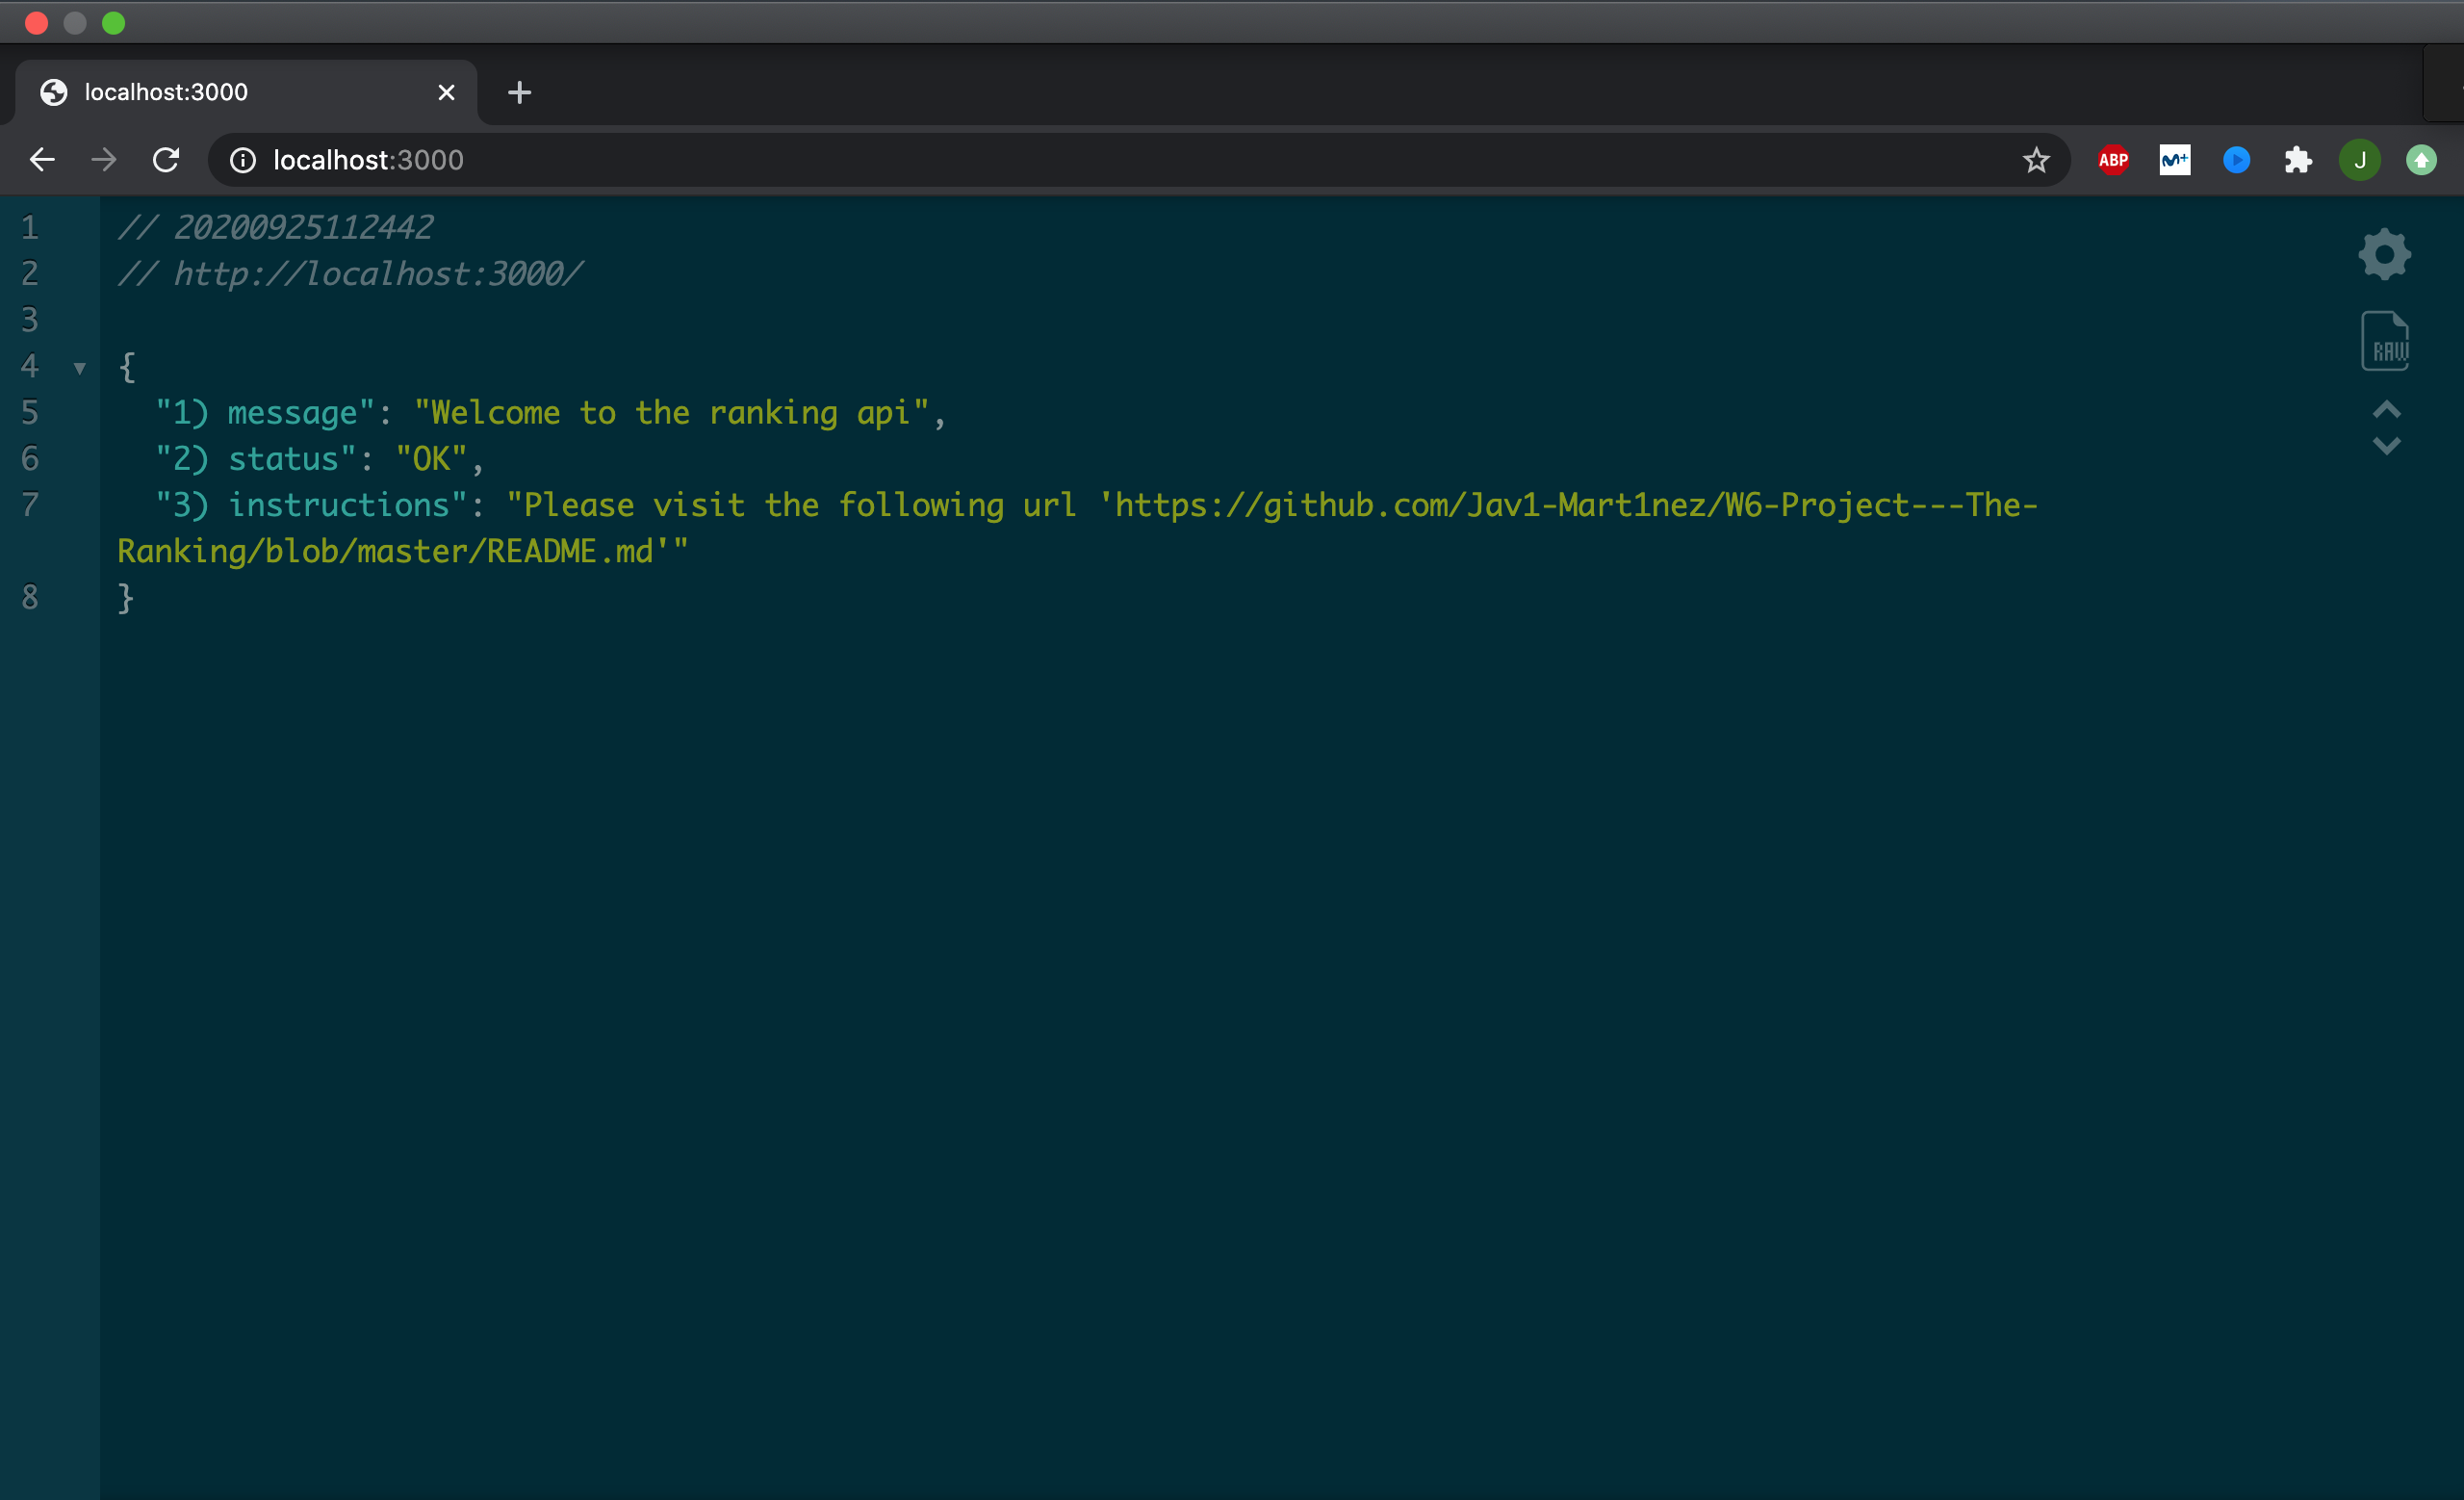 localhost:3000
localhost:3000
ABP
J
1 // 20200925112442
2 // http://localhost:3000/
3
4 {
5 "1) message": "Welcome to the ranking api",
6 "2) status": "OK",
7 "3) instructions": "Please visit the following url 'https://github.com/Jav1-Mart1nez/W6-Project---The-
Ranking/blob/master/README.md'"
8 }
RAW